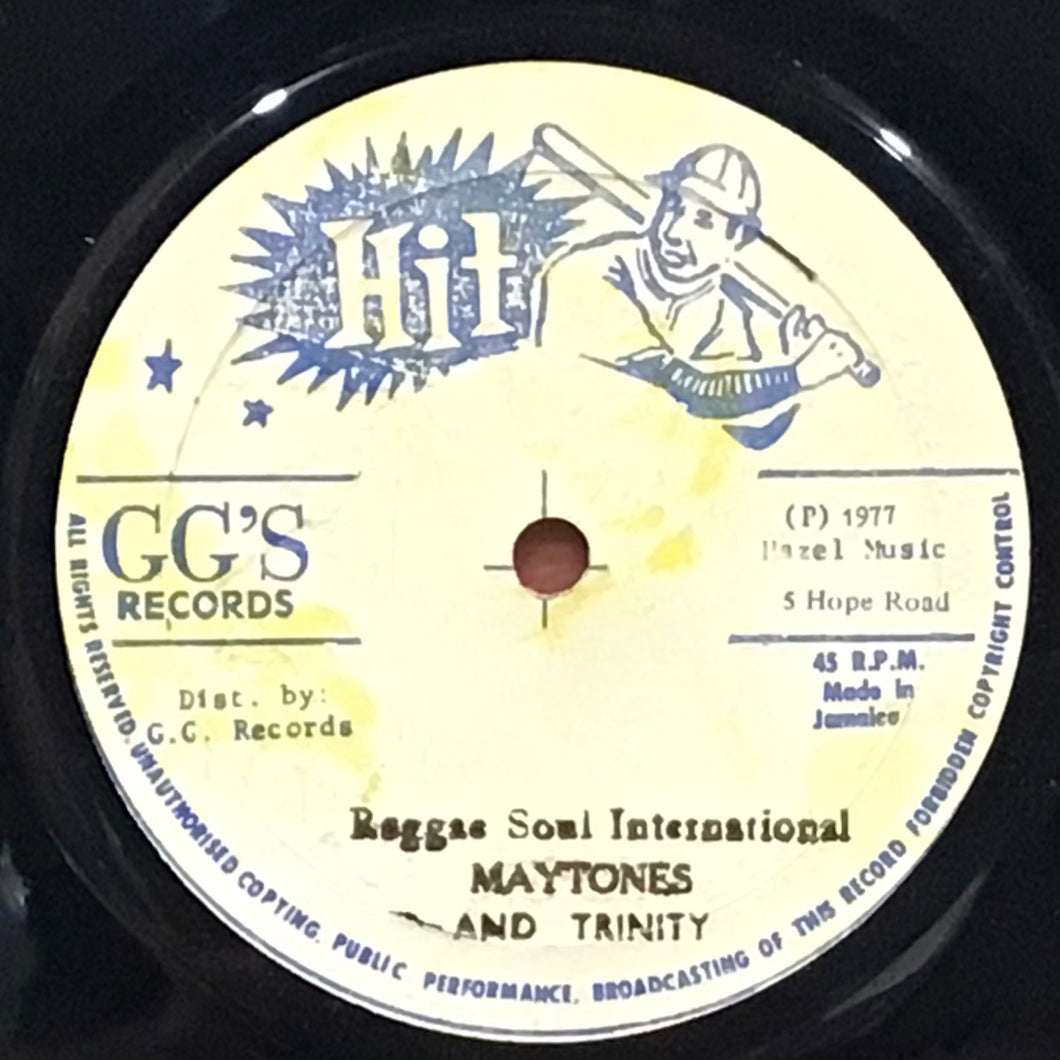 Hit
GG'S
RECORDS
(P) 1977
Music
5 Hope Road
45 R.P.M.
Made in
Jamaica
Dist. by:
G.G. Records
Reggae Soul International
MAYTONES
AND TRINITY
ALL RIGHTS RESERVED. UNAUTHORISED COPYING, PUBLIC PERFORMANCE, BROADCASTING OF THIS RECORD FORBIDDEN COPYRIGHT CONTROL